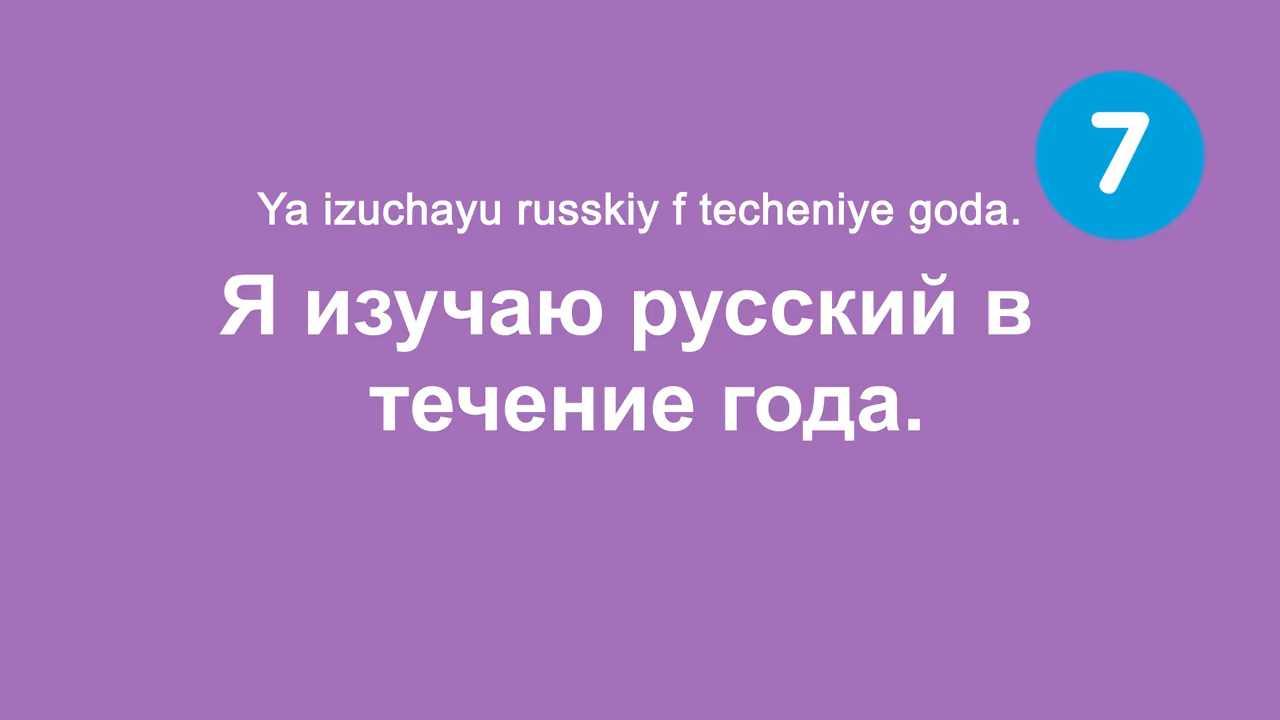 7
Ya izuchayu russkiy f techeniye goda.
Я изучаю русский в
течение года.